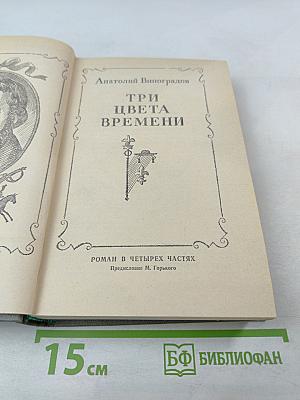 Анатолий Виноградов
ТРИ
ЦВЕТА
ВРЕМЕНИ
РОМАН В ЧЕТЫРЕХ ЧАСТЯХ
Предисловие М. Горького
15 см
БФ БИБЛИОФАН